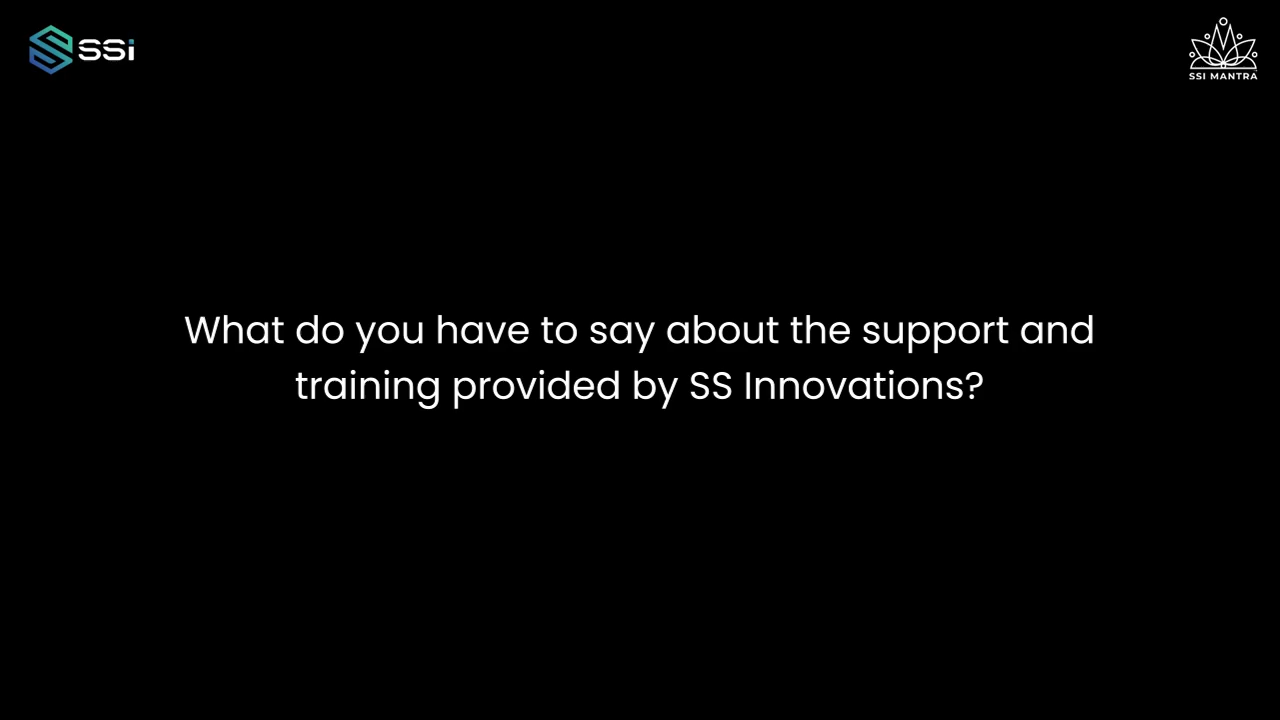 SSi
SSI MANTRA
What do you have to say about the support and
training provided by SS Innovations?